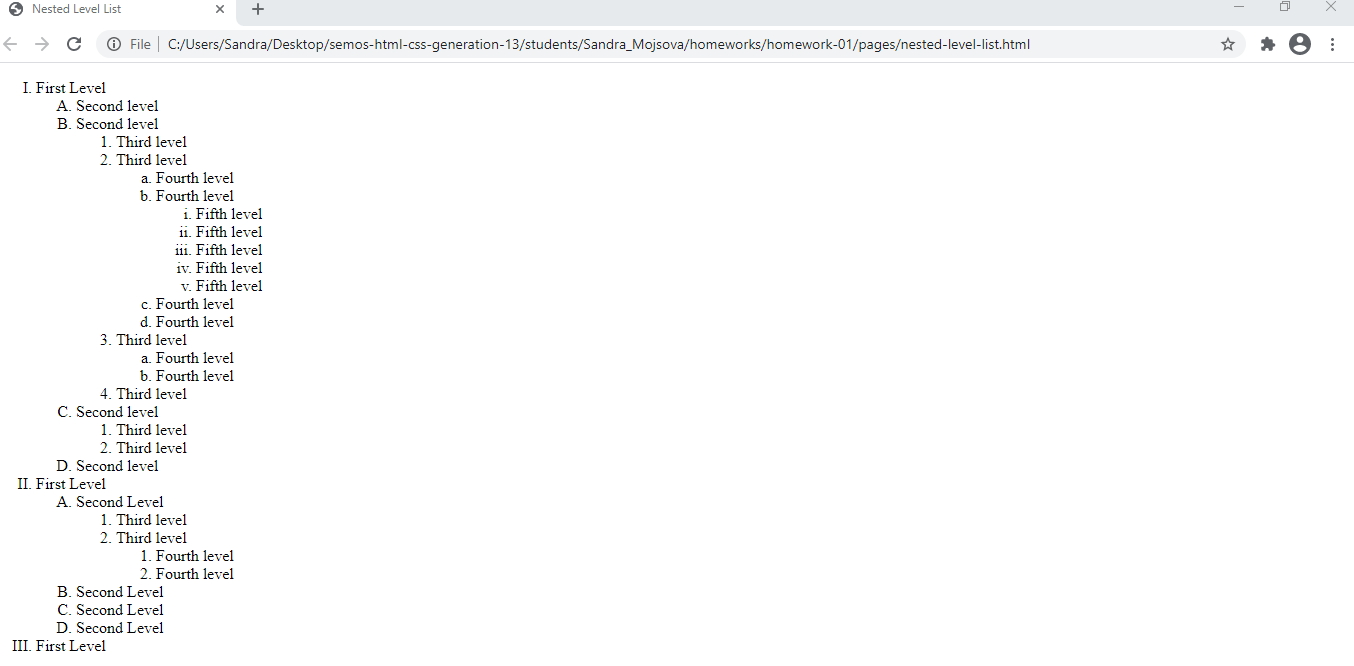 Nested Level List
File C:/Users/Sandra/Desktop/semos-html-css-generation-13/students/Sandra_Mojsova/homeworks/homework-01/pages/nested-level-list.html
I. First Level
A. Second level
B. Second level
1. Third level
2. Third level
a. Fourth level
b. Fourth level
i. Fifth level
ii. Fifth level
iii. Fifth level
iv. Fifth level
v. Fifth level
c. Fourth level
d. Fourth level
3. Third level
a. Fourth level
b. Fourth level
4. Third level
C. Second level
1. Third level
2. Third level
D. Second level
II. First Level
A. Second Level
1. Third level
2. Third level
1. Fourth level
2. Fourth level
B. Second Level
C. Second Level
D. Second Level
III. First Level